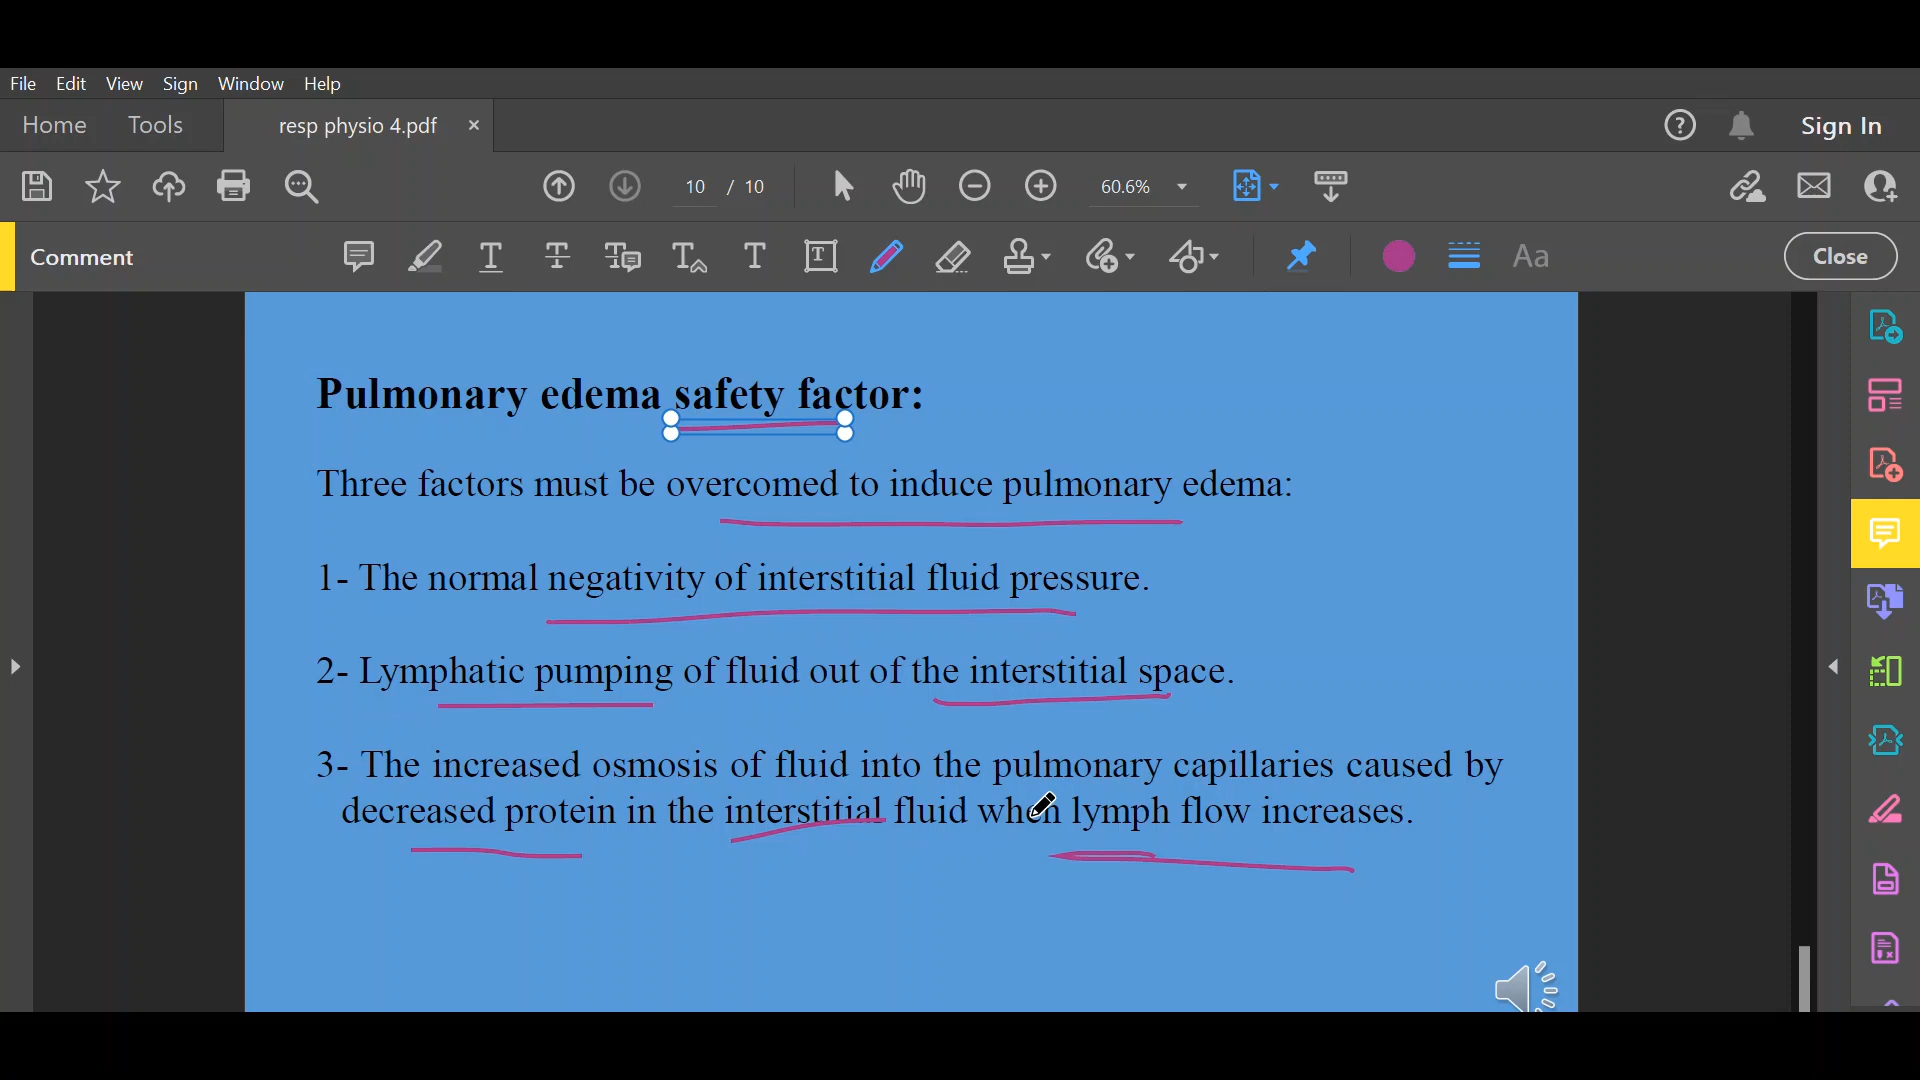 File Edit View Sign Window Help
Home Tools resp physio 4.pdf × Sign In
10 / 10 60.6%
Comment Aa Close
Pulmonary edema safety factor:
Three factors must be overcomed to induce pulmonary edema:
1- The normal negativity of interstitial fluid pressure.
2- Lymphatic pumping of fluid out of the interstitial space.
3- The increased osmosis of fluid into the pulmonary capillaries caused by
decreased protein in the interstitial fluid when lymph flow increases.